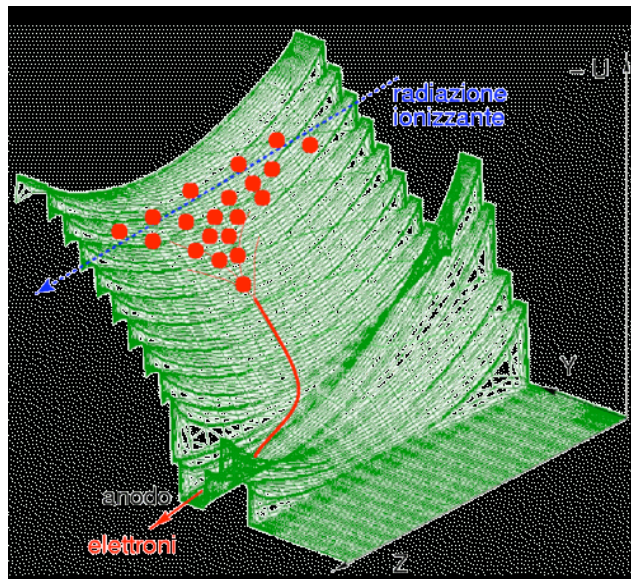 – U
radiazione
ionizzante
Y
anodo
elettroni
Z